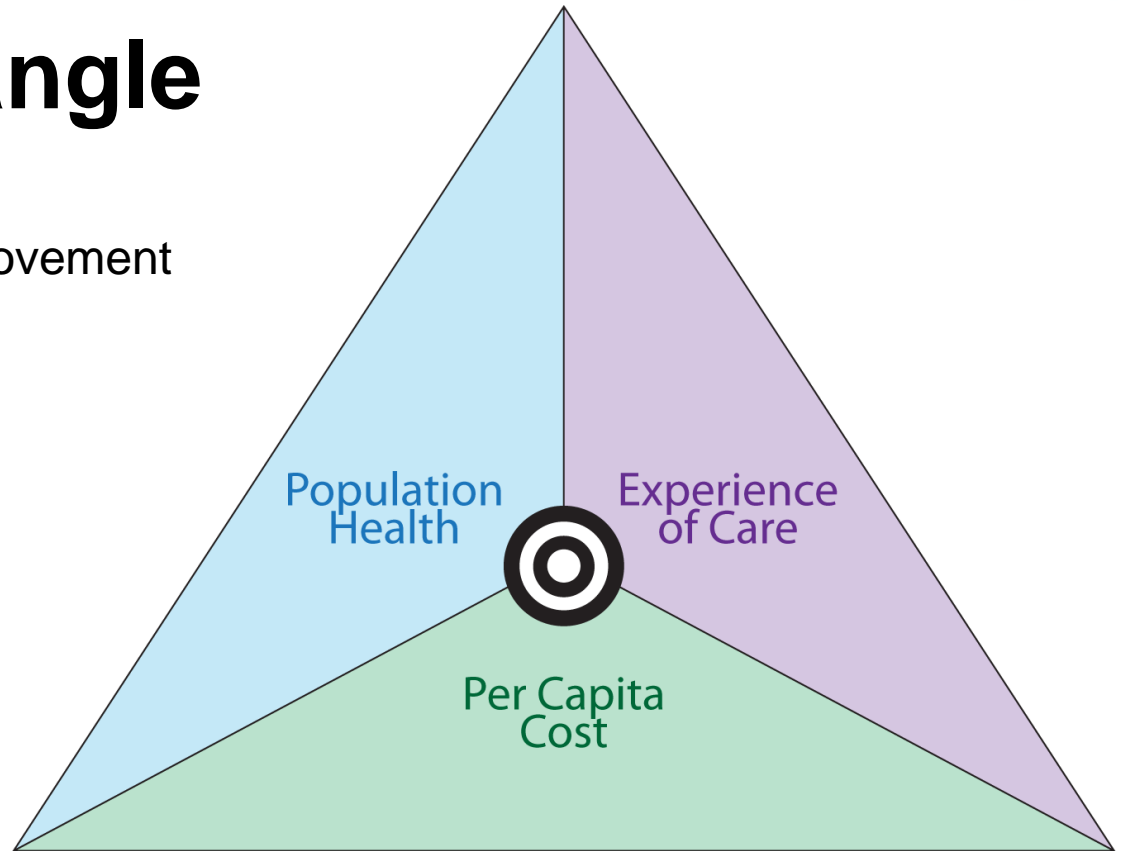 ngle
ovement
Population
Health
Experience
of Care
Per Capita
Cost